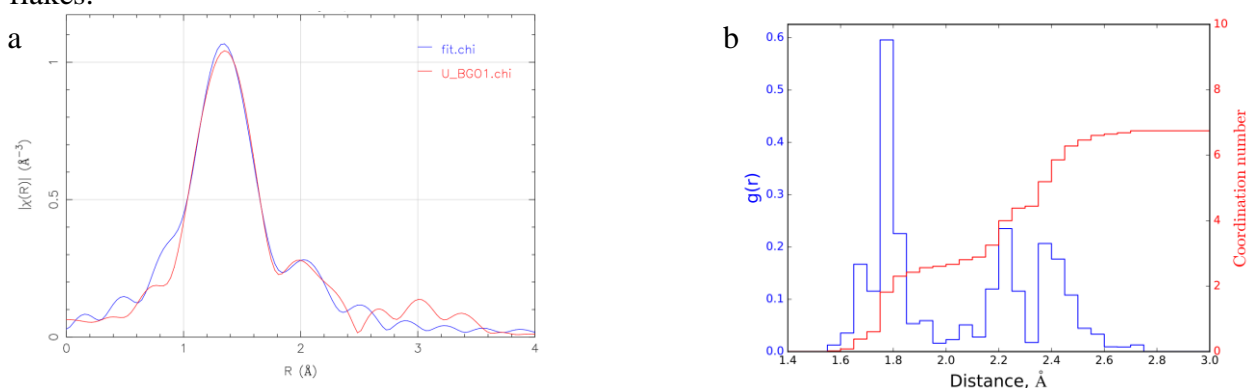 flakes.
a
fit.chi
U_BGO1.chi
|χ(R)| (Å⁻³)
1
0.5
0
0 1 2 3 4
R (Å)
b
g(r)
0.6
0.5
0.4
0.3
0.2
0.1
0.0
1.4 1.6 1.8 2.0 2.2 2.4 2.6 2.8 3.0
Distance, Å
10
8
6
4
2
0
Coordination number